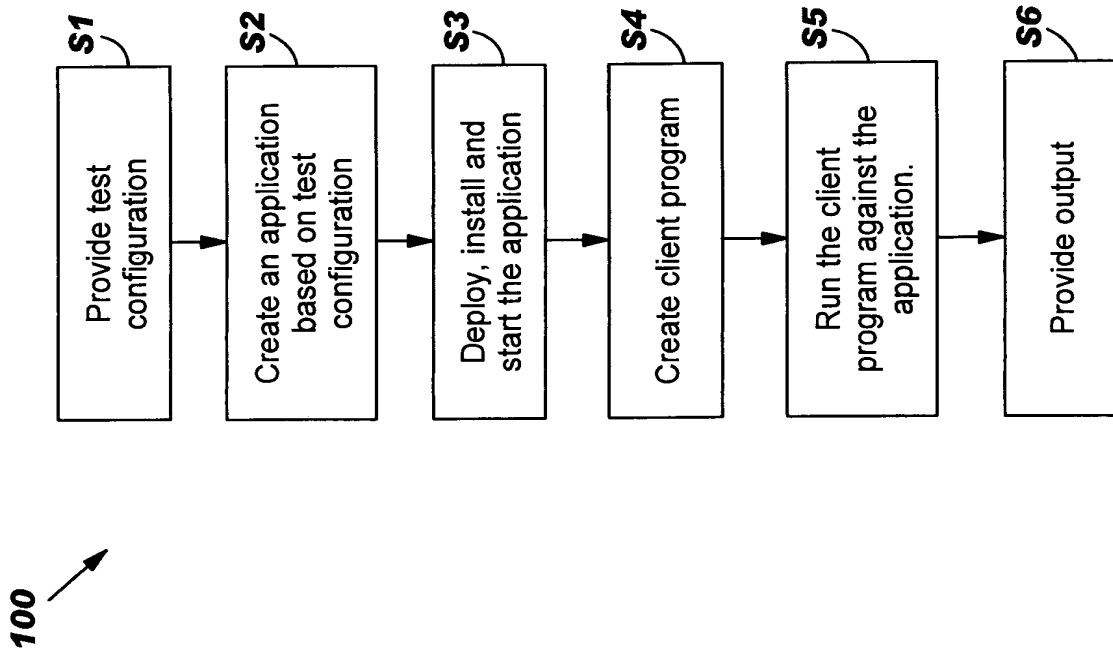 100
S1
Provide test
configuration
S2
Create an application
based on test
configuration
S3
Deploy, install and
start the application
S4
Create client program
S5
Run the client
program against the
application.
S6
Provide output